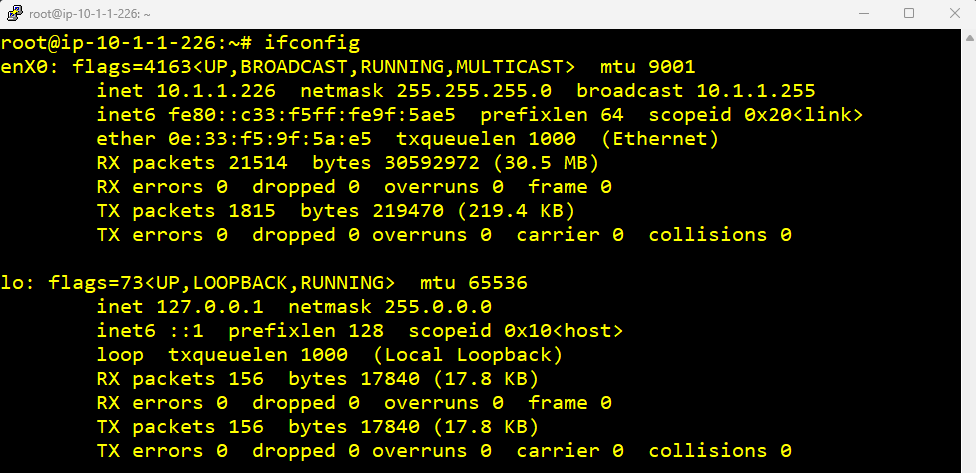 root@ip-10-1-1-226: ~
root@ip-10-1-1-226:~# ifconfig
enX0: flags=4163<UP,BROADCAST,RUNNING,MULTICAST>  mtu 9001
        inet 10.1.1.226  netmask 255.255.255.0  broadcast 10.1.1.255
        inet6 fe80::c33:f5ff:fe9f:5ae5  prefixlen 64  scopeid 0x20<link>
        ether 0e:33:f5:9f:5a:e5  txqueuelen 1000  (Ethernet)
        RX packets 21514  bytes 30592972 (30.5 MB)
        RX errors 0  dropped 0  overruns 0  frame 0
        TX packets 1815  bytes 219470 (219.4 KB)
        TX errors 0  dropped 0 overruns 0  carrier 0  collisions 0

lo: flags=73<UP,LOOPBACK,RUNNING>  mtu 65536
        inet 127.0.0.1  netmask 255.0.0.0
        inet6 ::1  prefixlen 128  scopeid 0x10<host>
        loop  txqueuelen 1000  (Local Loopback)
        RX packets 156  bytes 17840 (17.8 KB)
        RX errors 0  dropped 0  overruns 0  frame 0
        TX packets 156  bytes 17840 (17.8 KB)
        TX errors 0  dropped 0 overruns 0  carrier 0  collisions 0